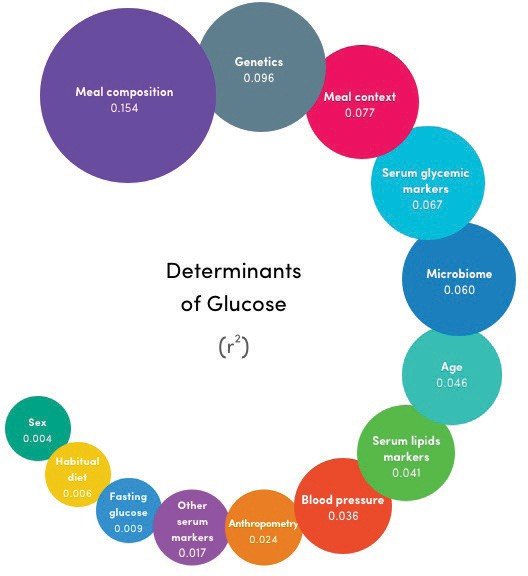 Meal composition
0.154
Genetics
0.096
Meal context
0.077
Serum glycemic
markers
0.067
Microbiome
0.060
Age
0.046
Serum lipids
markers
0.041
Blood pressure
0.036
Anthropometry
0.024
Other
serum
markers
0.017
Fasting
glucose
0.009
Habitual
diet
0.006
Sex
0.004
Determinants
of Glucose
(r²)